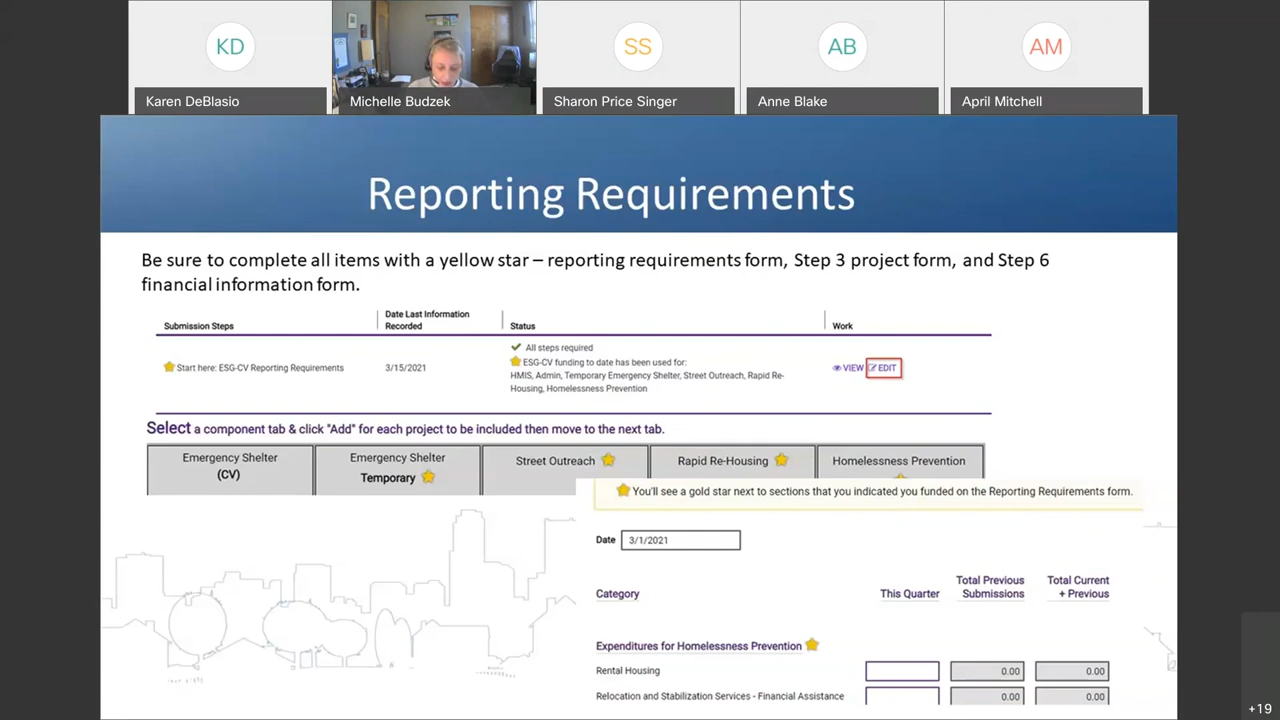 KD
SS
AB
AM
Karen DeBlasio
Michelle Budzek
Sharon Price Singer
Anne Blake
April Mitchell
Reporting Requirements
Be sure to complete all items with a yellow star – reporting requirements form, Step 3 project form, and Step 6
financial information form.
Submission Steps
Date Last Information
Recorded
Status
Work
Start here: ESG-CV Reporting Requirements
3/15/2021
All steps required
ESG-CV funding to date has been used for:
HMIS, Admin, Temporary Emergency Shelter, Street Outreach, Rapid Re-
Housing, Homelessness Prevention
VIEW EDIT
Select a component tab & click "Add" for each project to be included then move to the next tab.
Emergency Shelter
(CV)
Emergency Shelter
Temporary
Street Outreach
Rapid Re-Housing
Homelessness Prevention
You'll see a gold star next to sections that you indicated you funded on the Reporting Requirements form.
Date 3/1/2021
Category
This Quarter
Total Previous
Submissions
Total Current
+ Previous
Expenditures for Homelessness Prevention
Rental Housing 0.00 0.00
Relocation and Stabilization Services - Financial Assistance 0.00 0.00
+19